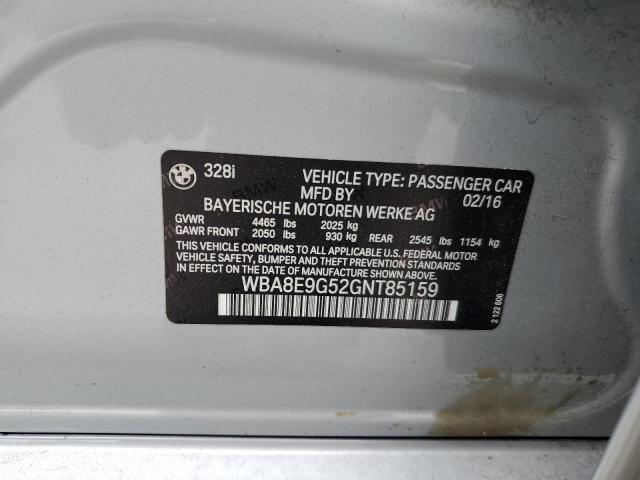 BMW 328i VEHICLE TYPE: PASSENGER CAR
MFD BY 02/16
BAYERISCHE MOTOREN WERKE AG
GVWR 4465 lbs 2025 kg
GAWR FRONT 2050 lbs 930 kg REAR 2545 lbs 1154 kg
THIS VEHICLE CONFORMS TO ALL APPLICABLE U.S. FEDERAL MOTOR
VEHICLE SAFETY, BUMPER AND THEFT PREVENTION STANDARDS
IN EFFECT ON THE DATE OF MANUFACTURE SHOWN ABOVE.
WBA8E9G52GNT85159
2 122 606